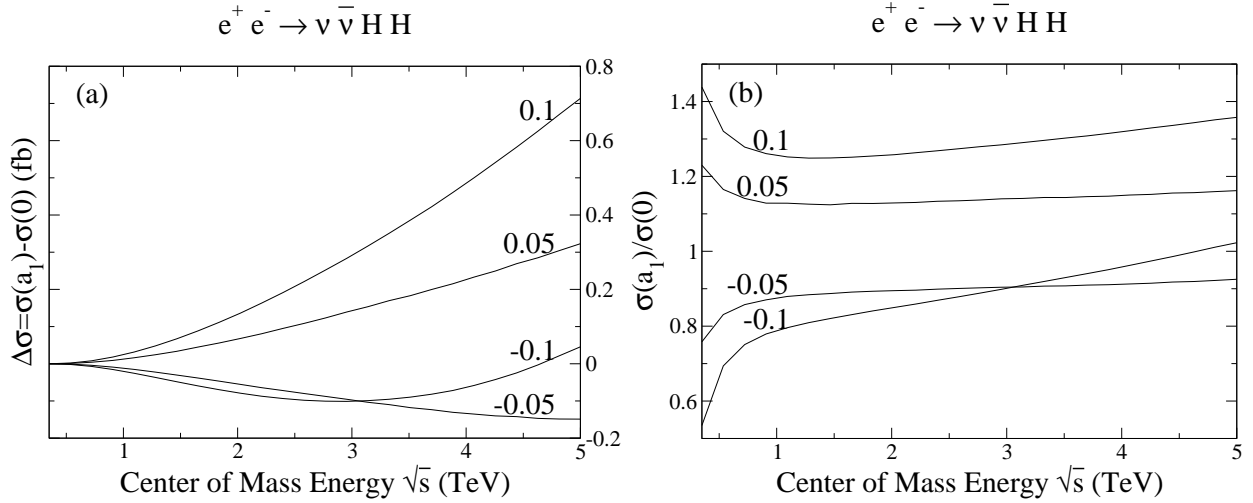 e⁺ e⁻ → ν ν̅ H H
(a)
0.1
0.05
-0.1
-0.05
0.8
0.6
0.4
0.2
0
-0.2
1 2 3 4 5
Δσ=σ(a₁)-σ(0) (fb)
Center of Mass Energy √s̅ (TeV)
e⁺ e⁻ → ν ν̅ H H
(b)
0.1
0.05
-0.05
-0.1
1.4
1.2
1
0.8
0.6
1 2 3 4 5
σ(a₁)/σ(0)
Center of Mass Energy √s̅ (TeV)